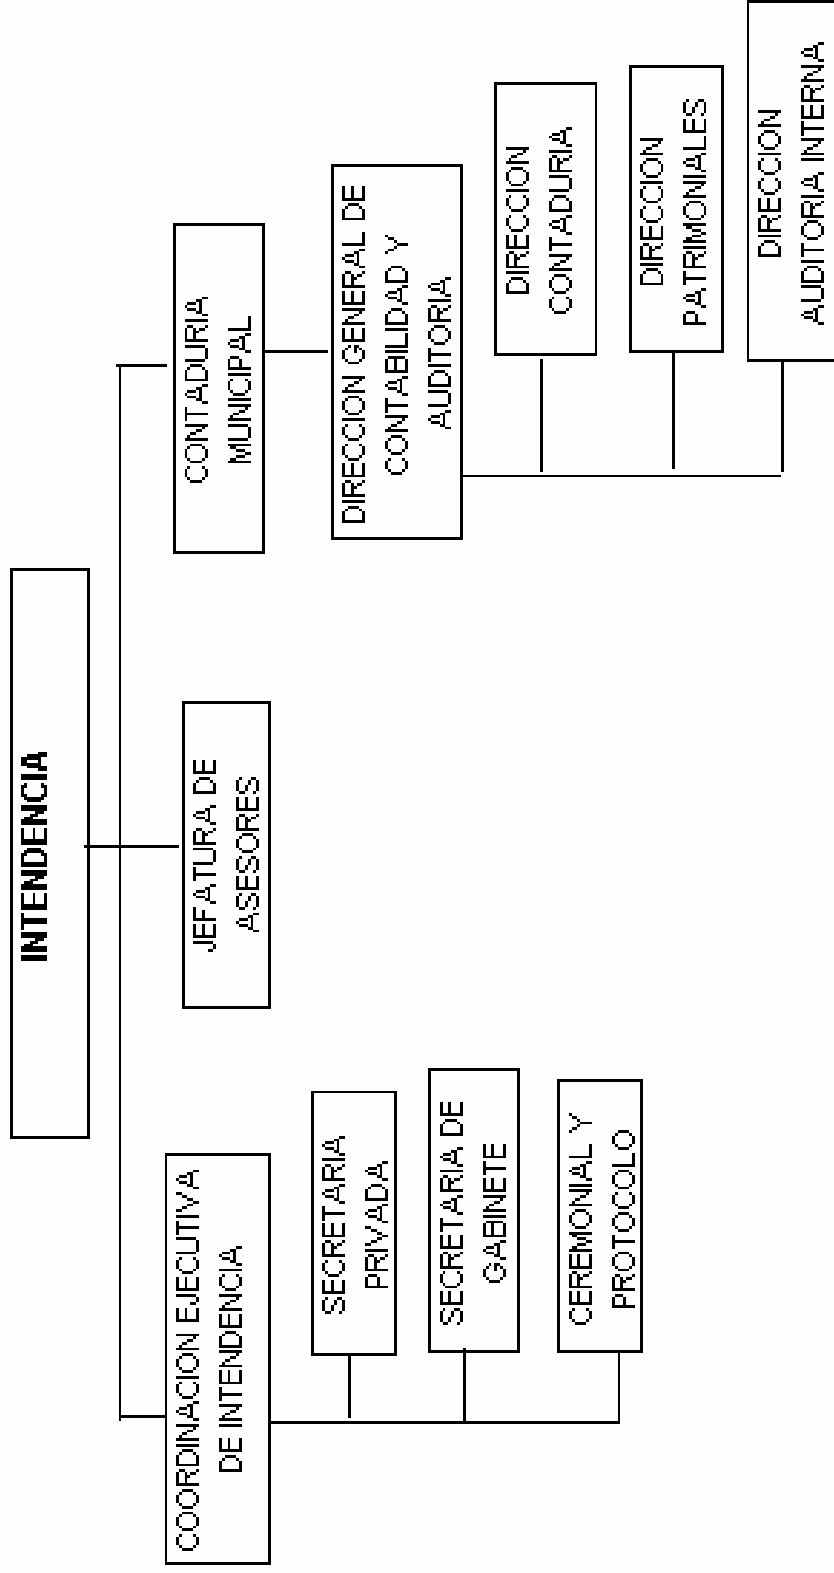 INTENDENCIA
COORDINACION EJECUTIVA
DE INTENDENCIA
JEFATURA DE
ASESORES
CONTADURIA
MUNICIPAL
SECRETARIA
PRIVADA
DIRECCION GENERAL DE
CONTABILIDAD Y
AUDITORIA
SECRETARIA DE
GABINETE
DIRECCION
CONTADURIA
CEREMONIAL Y
PROTOCOLO
DIRECCION
PATRIMONIALES
DIRECCION
AUDITORIA INTERNA